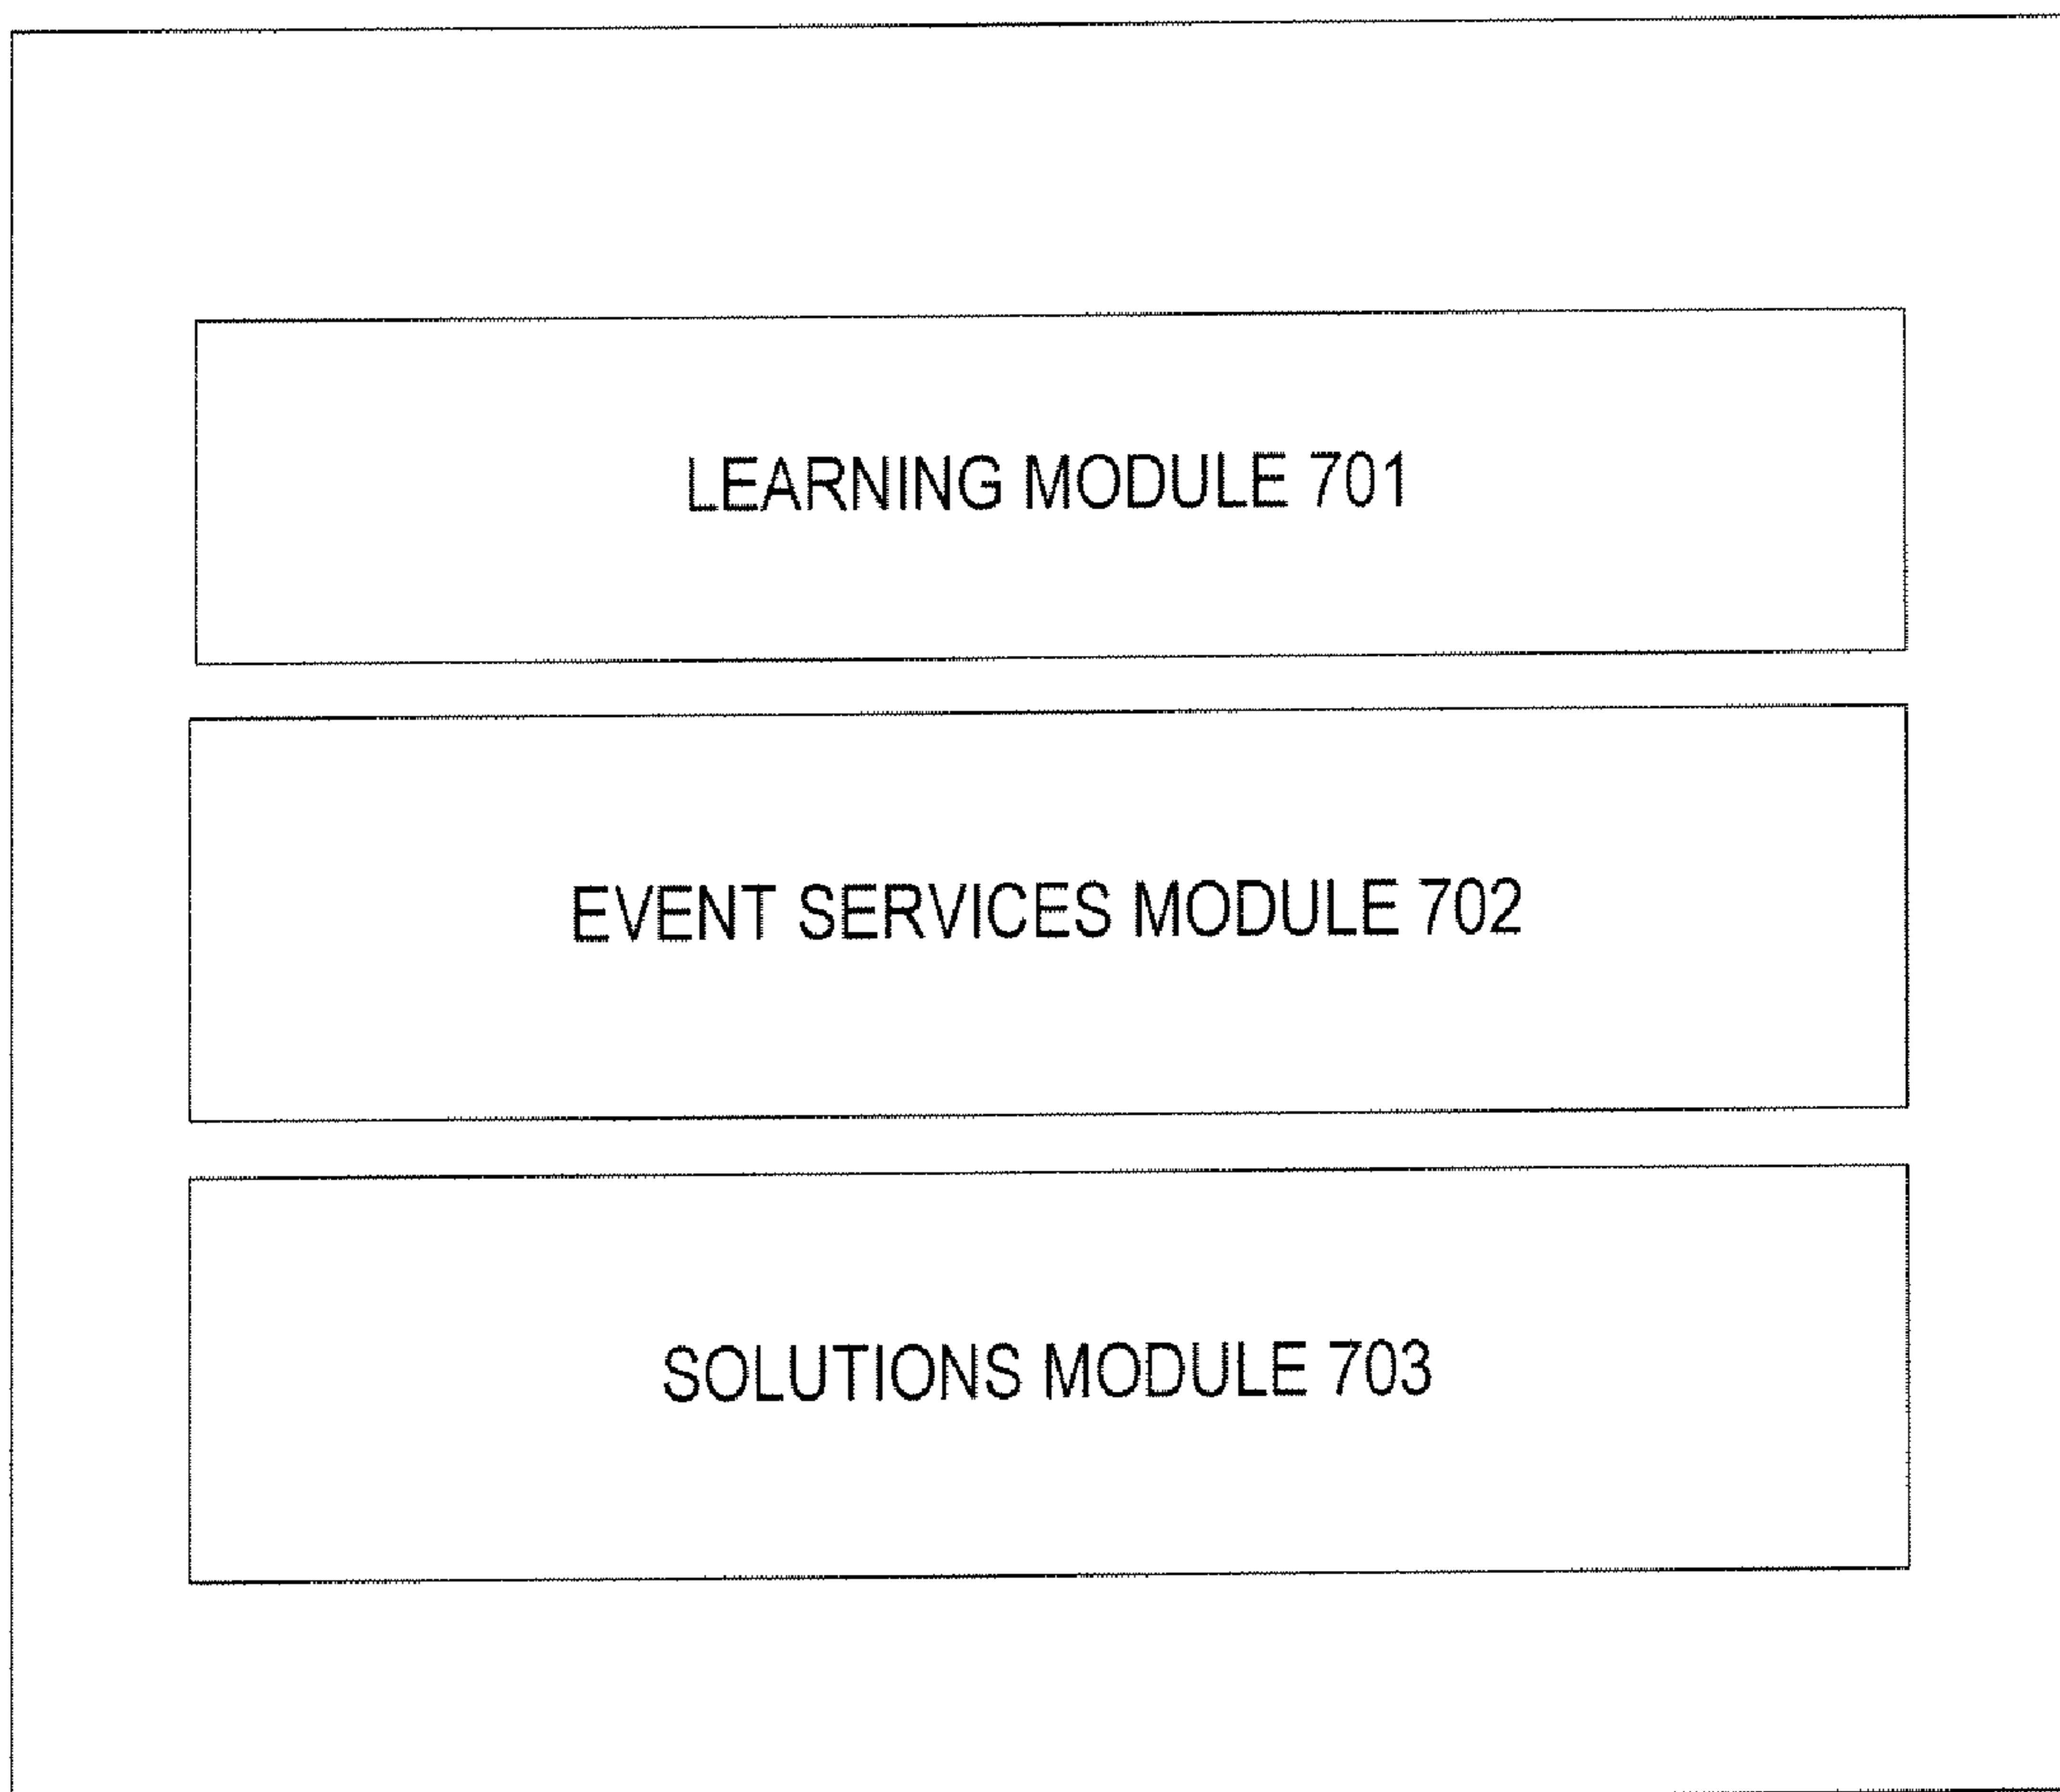 LEARNING MODULE 701
EVENT SERVICES MODULE 702
SOLUTIONS MODULE 703